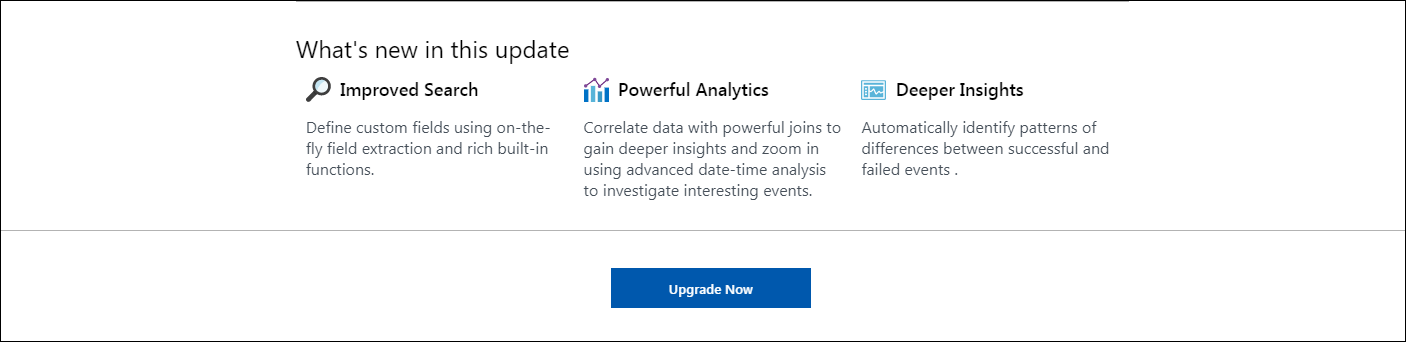 What's new in this update
Improved Search
Define custom fields using on-the-
fly field extraction and rich built-in
functions.
Powerful Analytics
Correlate data with powerful joins to
gain deeper insights and zoom in
using advanced date-time analysis
to investigate interesting events.
Deeper Insights
Automatically identify patterns of
differences between successful and
failed events .
Upgrade Now